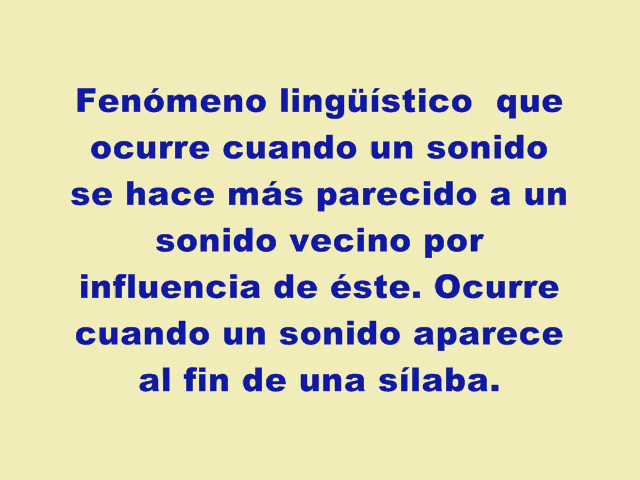 Fenómeno lingüístico  que
ocurre cuando un sonido
se hace más parecido a un
sonido vecino por
influencia de éste. Ocurre
cuando un sonido aparece
al fin de una sílaba.